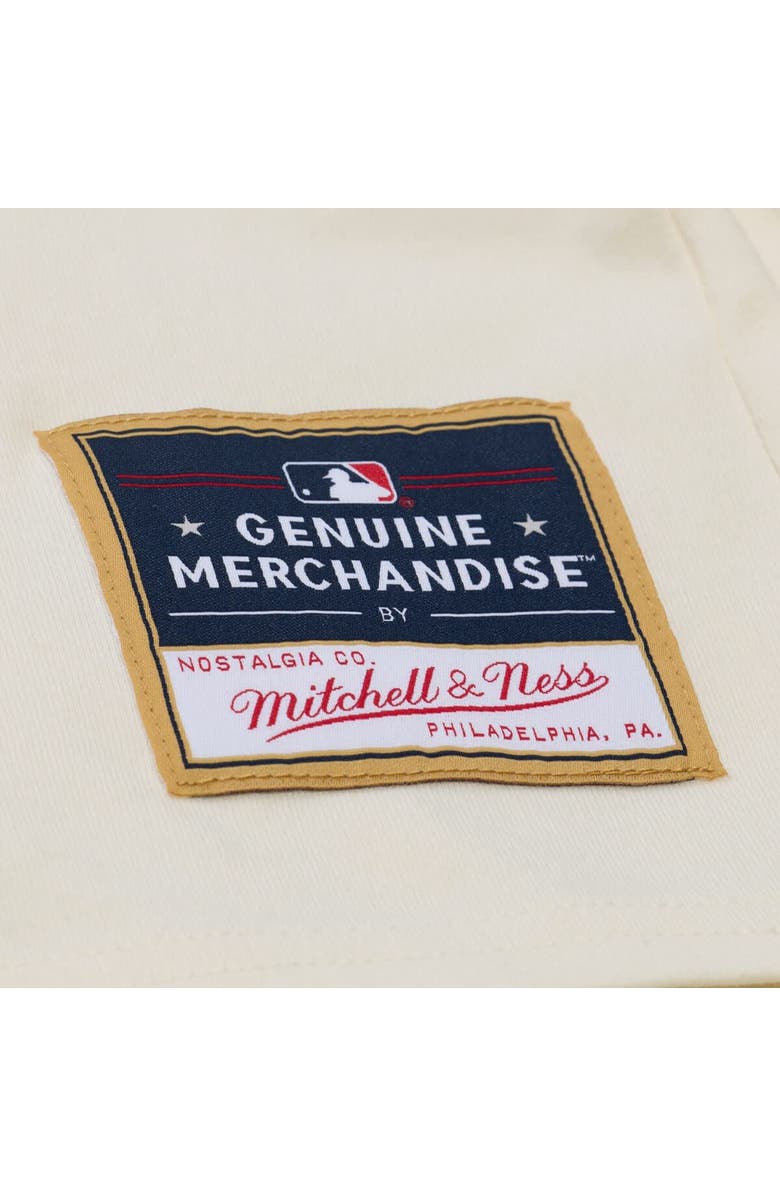 GENUINE
MERCHANDISE™
BY
NOSTALGIA CO.
Mitchell & Ness
PHILADELPHIA, PA.